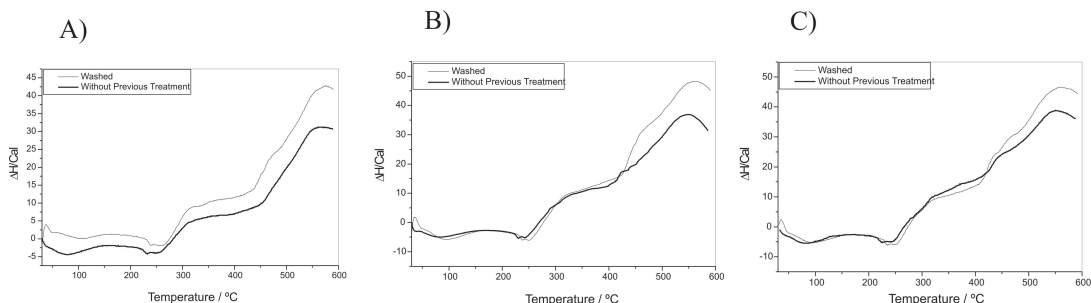 A)
Washed
Without Previous Treatment
45
40
35
30
25
20
15
10
5
0
-5
ΔH/Cal
100
200
300
400
500
600
Temperature / ºC
B)
Washed
Without Previous Treatment
50
40
30
20
10
0
-10
ΔH/Cal
100
200
300
400
500
600
Temperature / ºC
C)
Washed
Without Previous Treatment
50
40
30
20
10
0
-10
ΔH/Cal
100
200
300
400
500
600
Temperature / ºC